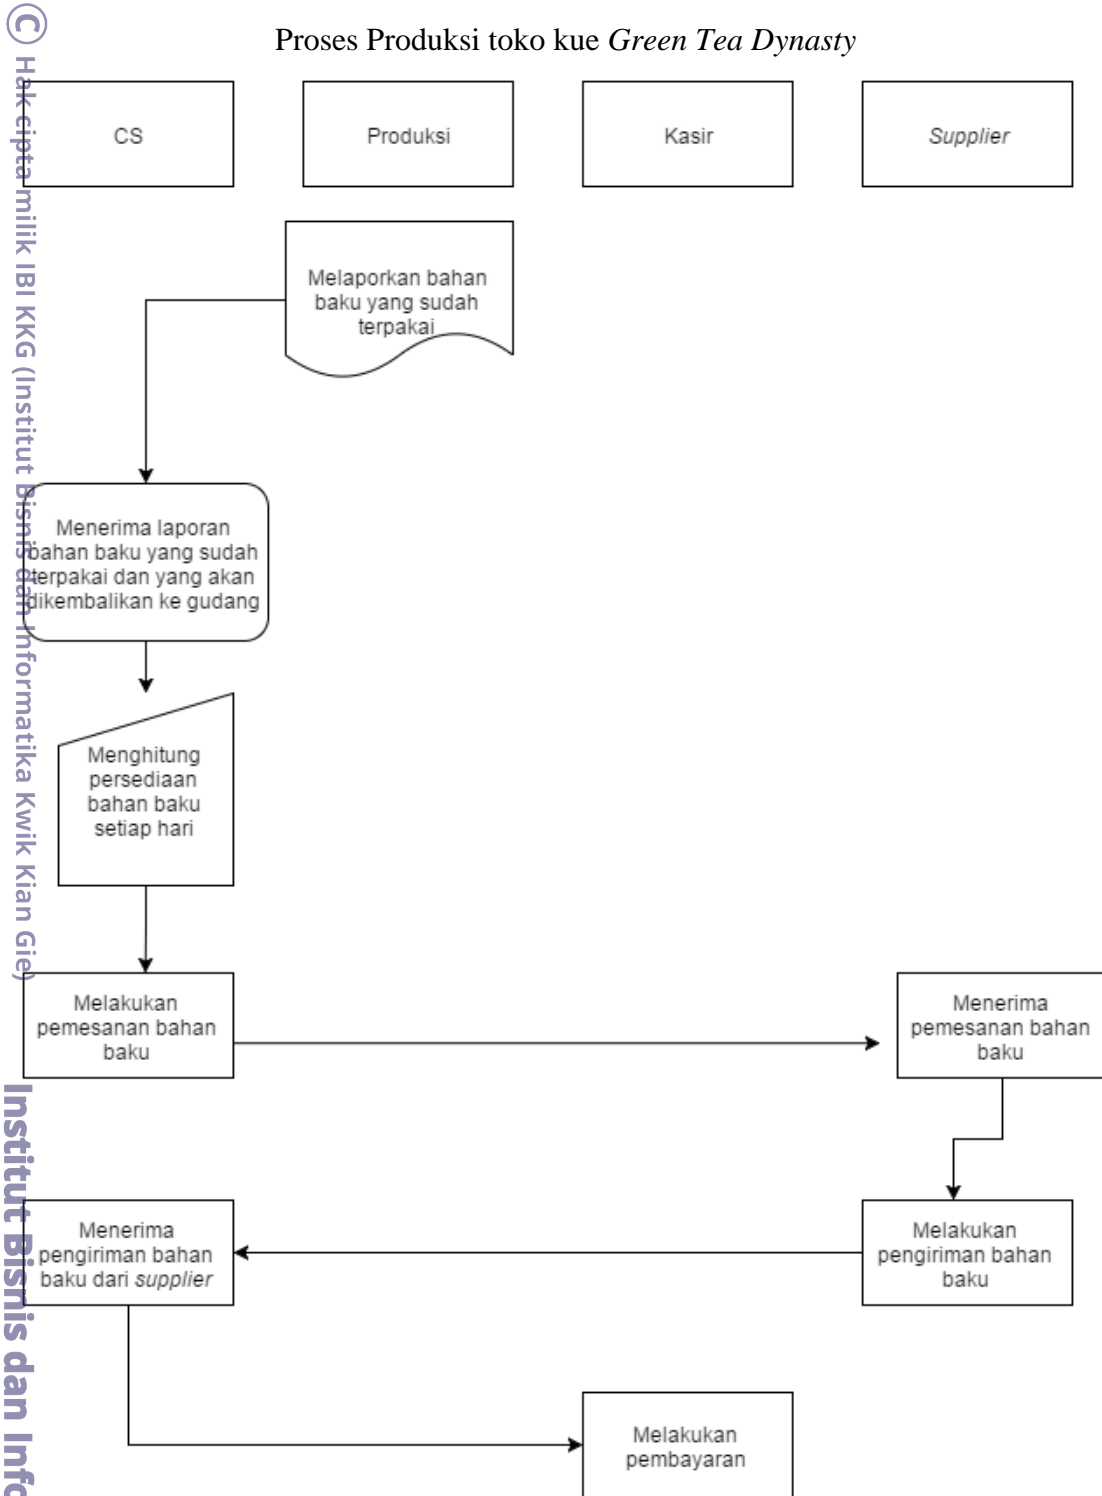 Proses Produksi toko kue Green Tea Dynasty
CS
Produksi
Kasir
Supplier
Melaporkan bahan
baku yang sudah
terpakai
Menerima laporan
bahan baku yang sudah
terpakai dan yang akan
dikembalikan ke gudang
Menghitung
persediaan
bahan baku
setiap hari
Melakukan
pemesanan bahan
baku
Menerima
pemesanan bahan
baku
Menerima
pengiriman bahan
baku dari supplier
Melakukan
pengiriman bahan
baku
Melakukan
pembayaran
© Hak cipta milik IBI KKG (Institut Bisnis dan Informatika Kwik Kian Gie)
Institut Bisnis dan Info